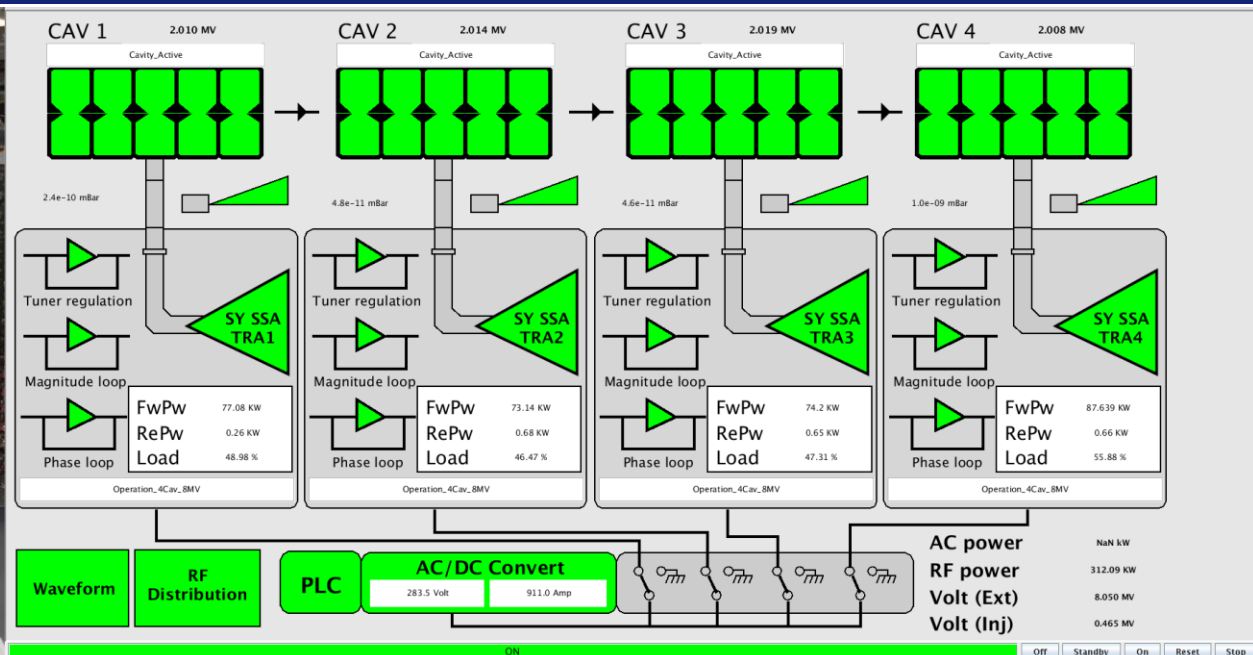 CAV 1 2.010 MV CAV 2 2.014 MV CAV 3 2.019 MV CAV 4 2.008 MV
Cavity_Active Cavity_Active Cavity_Active Cavity_Active
2.4e-10 mBar 4.8e-11 mBar 4.6e-11 mBar 1.0e-09 mBar
Tuner regulation Tuner regulation Tuner regulation Tuner regulation
SY SSA SY SSA SY SSA SY SSA
TRA1 TRA2 TRA3 TRA4
Magnitude loop Magnitude loop Magnitude loop Magnitude loop
FwPw 77.08 KW FwPw 73.14 KW FwPw 74.2 KW FwPw 87.639 KW
RePw 0.26 KW RePw 0.68 KW RePw 0.65 KW RePw 0.66 KW
Phase loop Load 48.98 % Phase loop Load 46.47 % Phase loop Load 47.31 % Phase loop Load 55.88 %
Operation_4Cav_8MV Operation_4Cav_8MV Operation_4Cav_8MV Operation_4Cav_8MV
AC power NaN kW
Waveform RF Distribution PLC AC/DC Convert
283.5 Volt 911.0 Amp
RF power 312.09 KW
Volt (Ext) 8.050 MV
Volt (Inj) 0.465 MV
ON Off Standby On Reset Stop